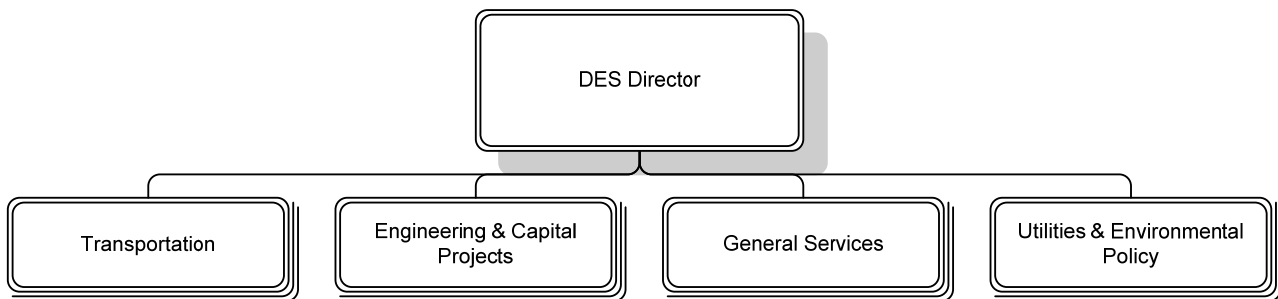 DES Director
Transportation
Engineering & Capital
Projects
General Services
Utilities & Environmental
Policy